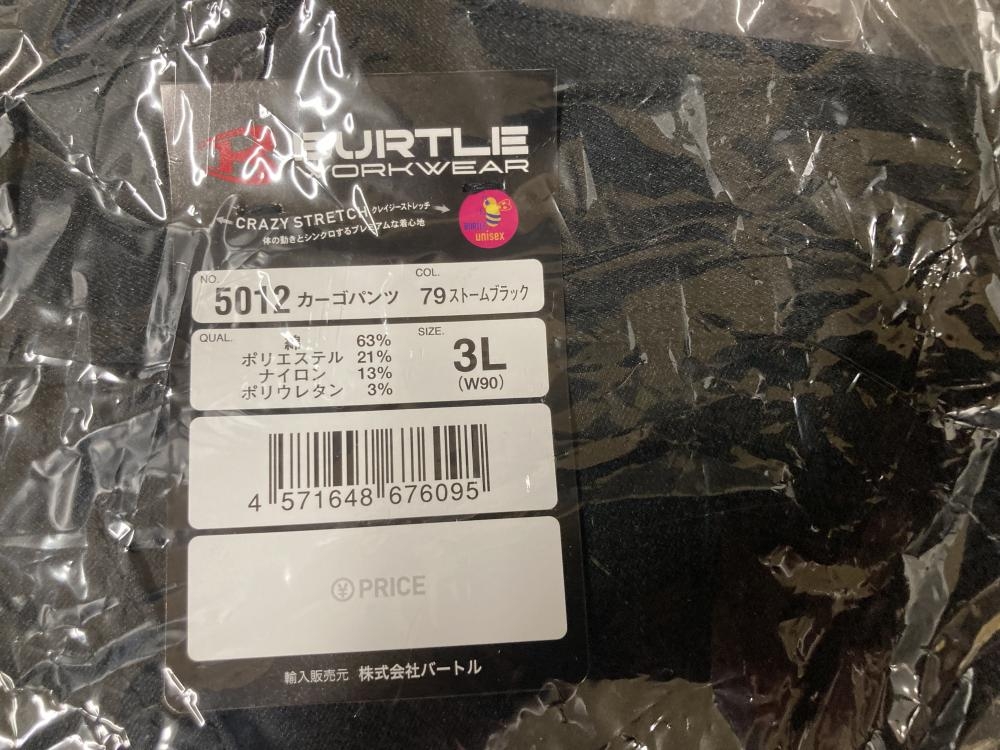 BURTLE
WORKWEAR
CRAZY STRETCH クレイジーストレッチ
体の動きとシンクロするプレミアムな着心地
BURTLE
unisex
NO.
5012 カーゴパンツ
COL.
79 ストームブラック
QUAL.
綿 63%
ポリエステル 21%
ナイロン 13%
ポリウレタン 3%
SIZE.
3L
(W90)
4 571648 676095
PRICE
輸入販売元 株式会社バートル